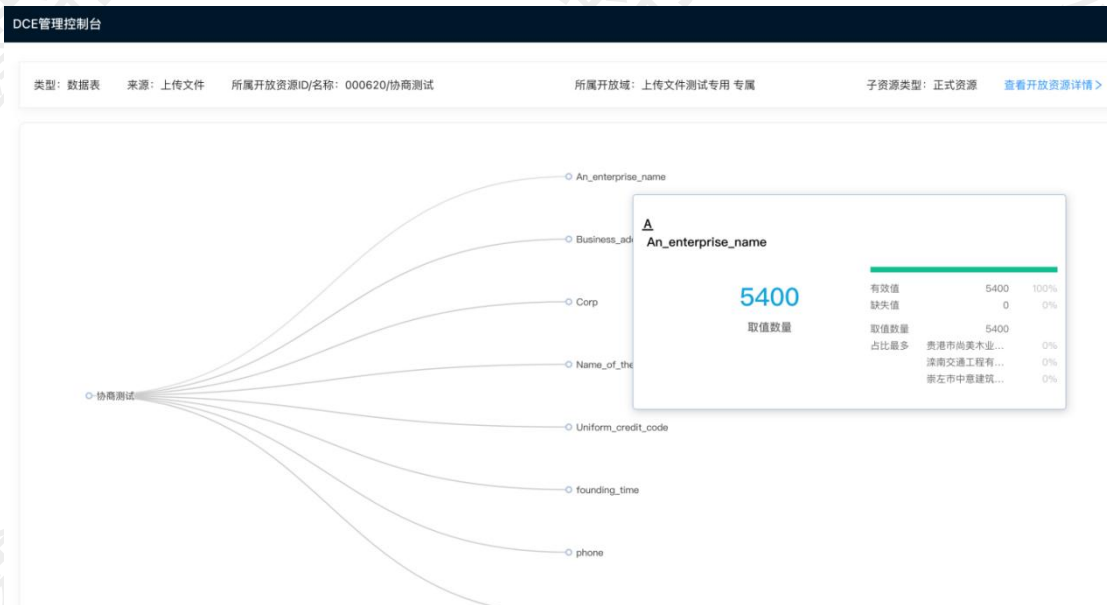 DCE管理控制台
类型：数据表 来源：上传文件 所属开放资源ID/名称：000620/协商测试 所属开放域：上传文件测试专用 专属 子资源类型：正式资源 查看开放资源详情>
An_enterprise_name
A
Business_ad
An_enterprise_name
有效值 5400 100%
5400
Corp
缺失值 0 0%
取值数量
取值数量 5400
占比最多 贵港市尚美木业... 0%
Name_of_the
滦南交通工程有... 0%
崇左市中意建筑... 0%
协商测试
Uniform_credit_code
founding_time
phone